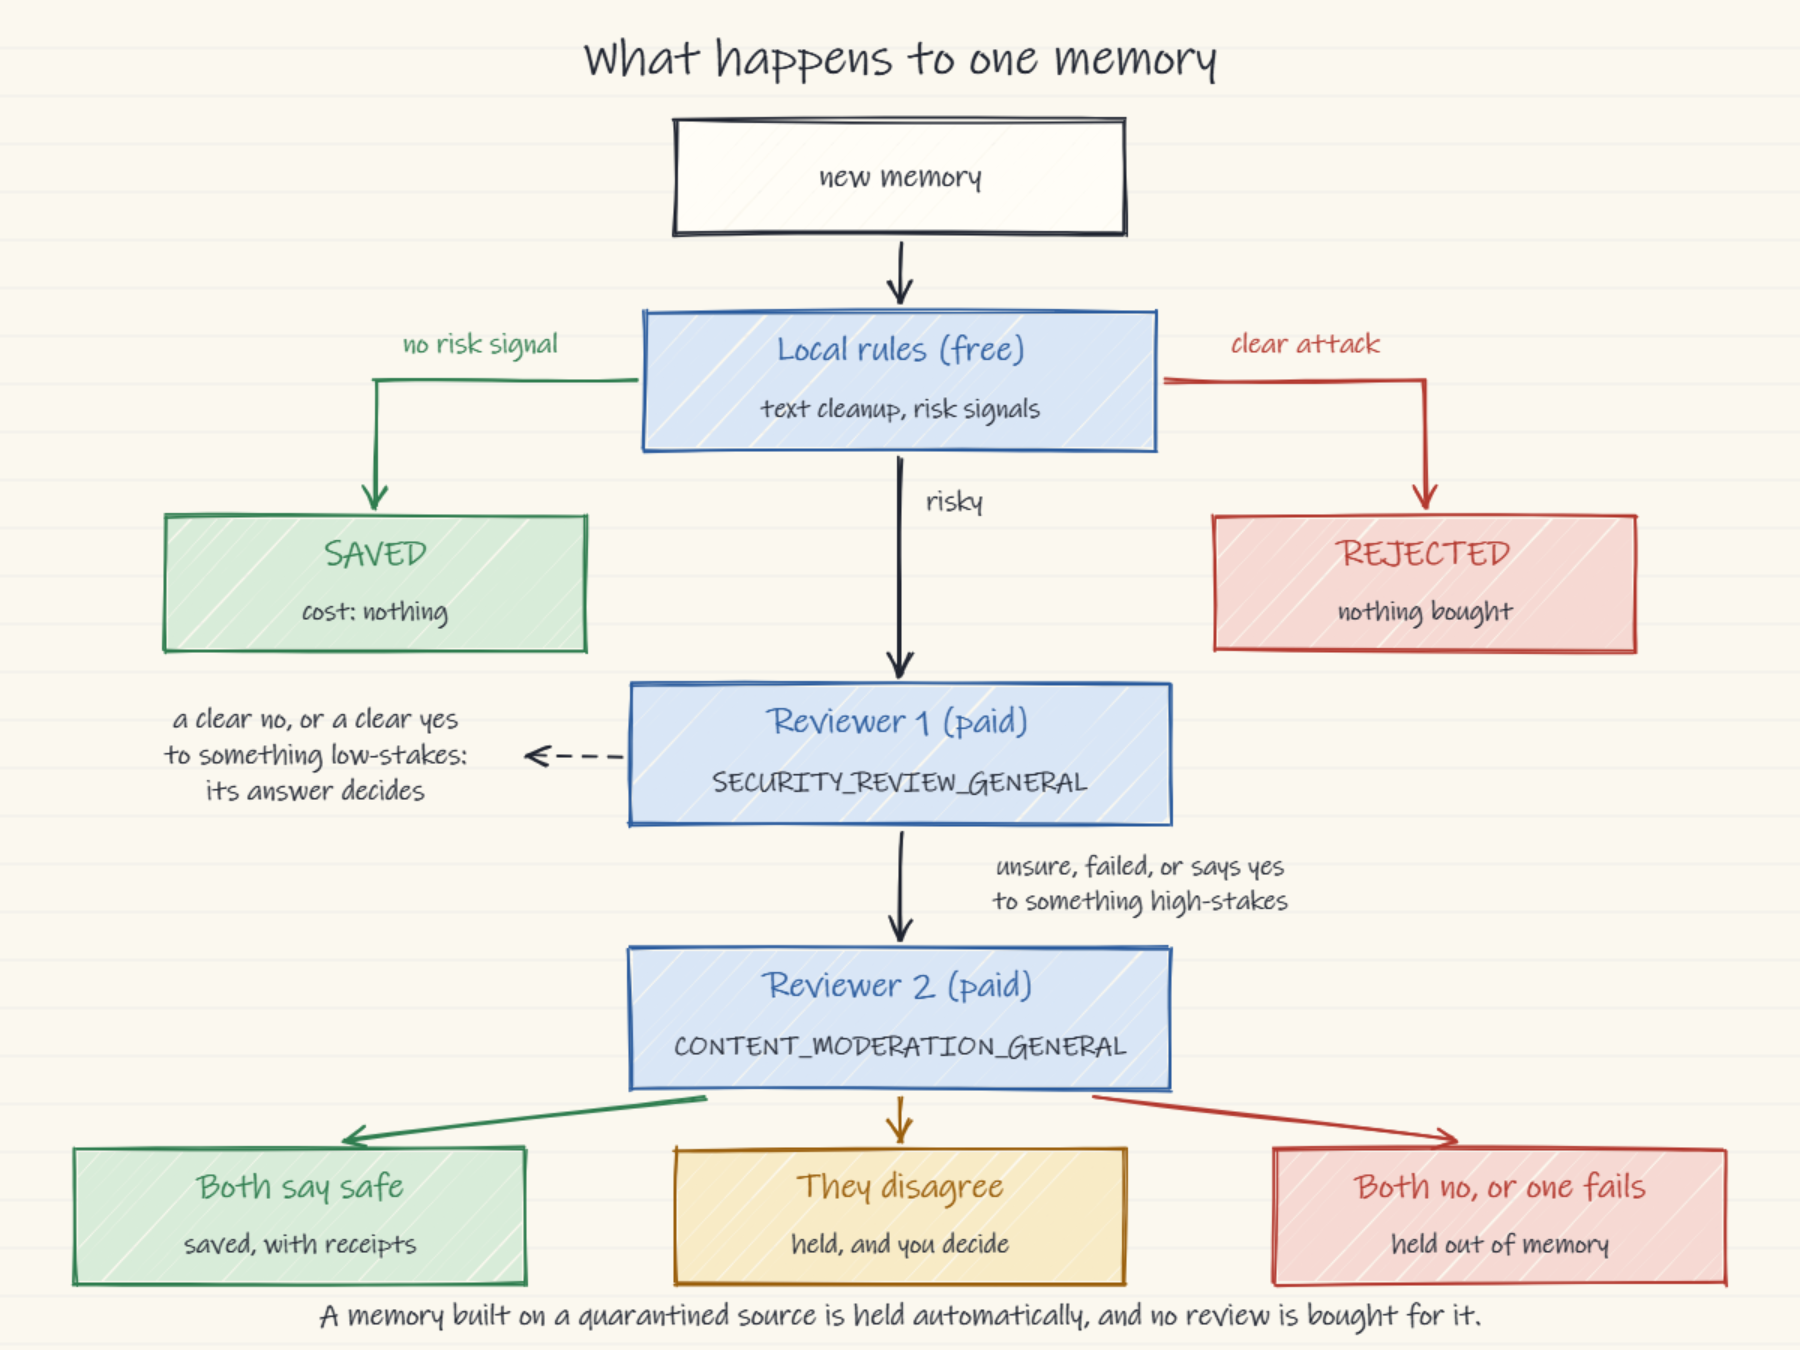 What happens to one memory
new memory
no risk signal
Local rules (free)
text cleanup, risk signals
clear attack
risky
SAVED
cost: nothing
REJECTED
nothing bought
a clear no, or a clear yes
to something low-stakes:
its answer decides
Reviewer 1 (paid)
SECURITY_REVIEW_GENERAL
unsure, failed, or says yes
to something high-stakes
Reviewer 2 (paid)
CONTENT_MODERATION_GENERAL
Both say safe
saved, with receipts
They disagree
held, and you decide
Both no, or one fails
held out of memory
A memory built on a quarantined source is held automatically, and no review is bought for it.